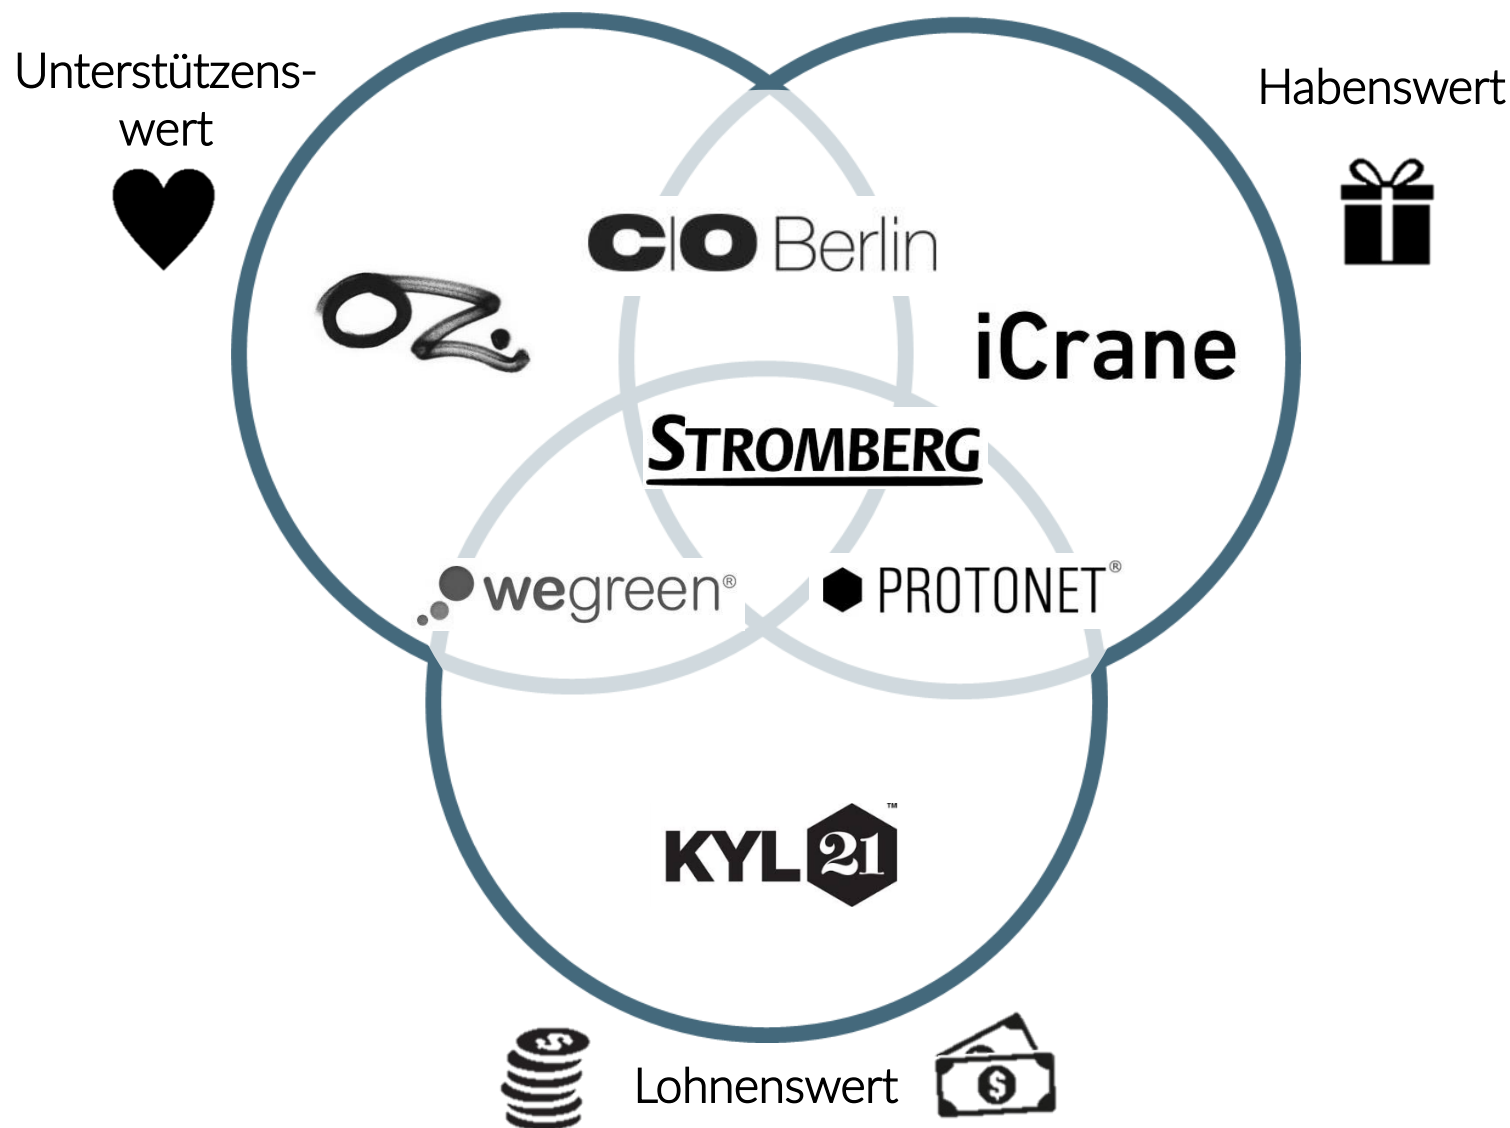 Unterstützens-
wert
Habenswert
C|O Berlin
OZ.
iCrane
STROMBERG
wegreen®
PROTONET®
KYL 21™
Lohnenswert